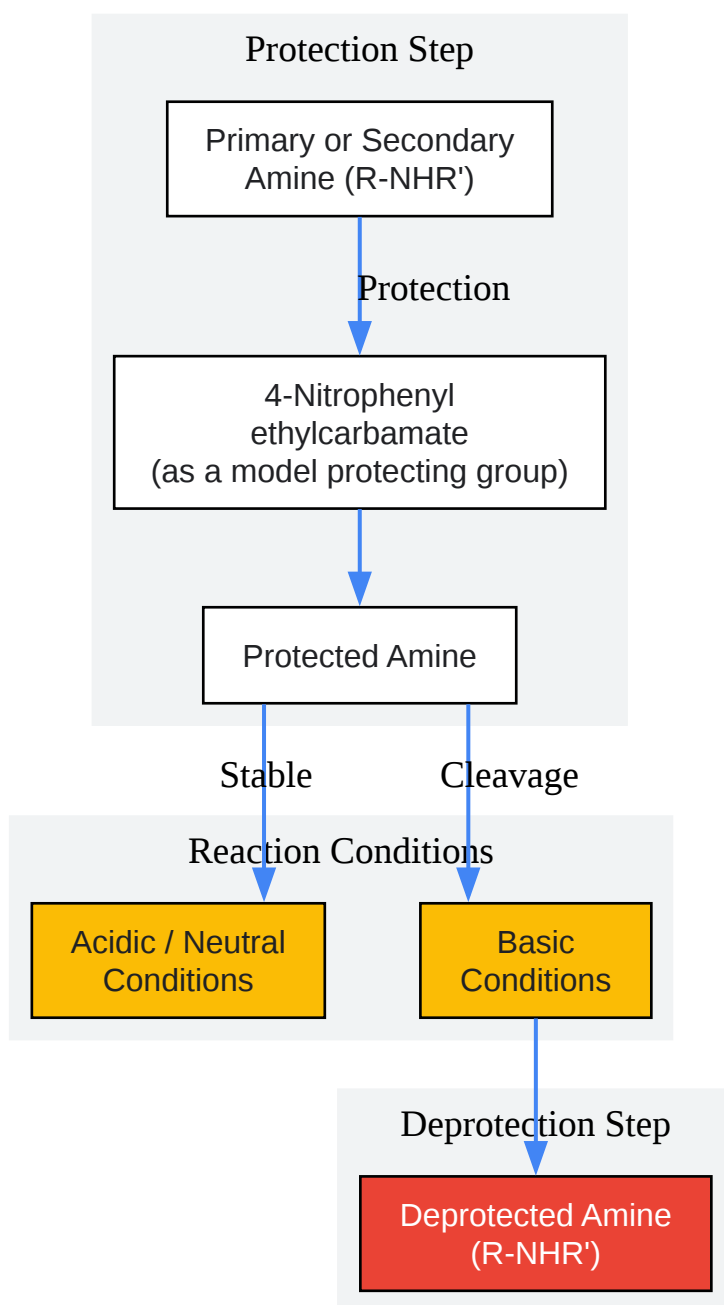 Protection Step
Primary or Secondary
Amine (R-NHR')
Protection
4-Nitrophenyl
ethylcarbamate
(as a model protecting group)
Protected Amine
Stable
Cleavage
Reaction Conditions
Acidic / Neutral
Conditions
Basic
Conditions
Deprotection Step
Deprotected Amine
(R-NHR')